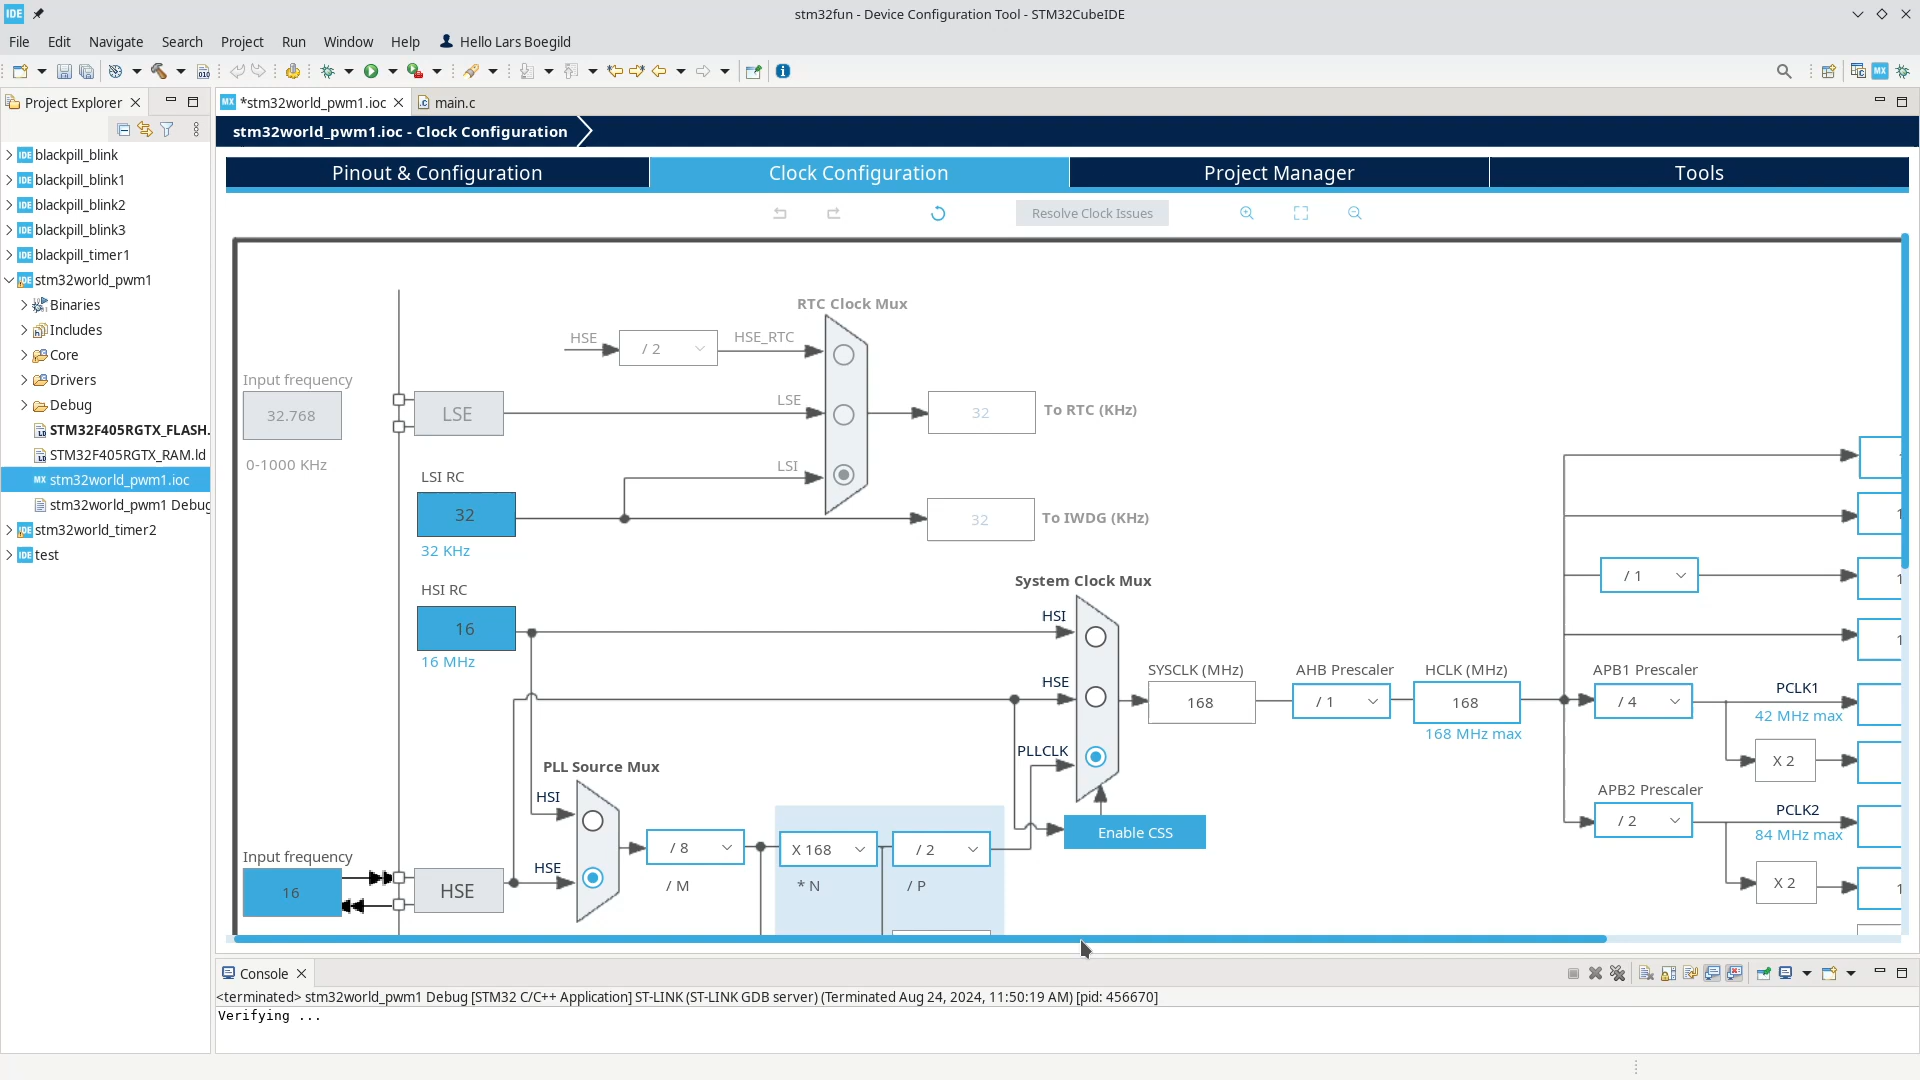 IDE
stm32fun - Device Configuration Tool - STM32CubeIDE
File Edit Navigate Search Project Run Window Help Hello Lars Boegild
Project Explorer
*stm32world_pwm1.ioc
main.c
stm32world_pwm1.ioc - Clock Configuration
Pinout & Configuration
Clock Configuration
Project Manager
Tools
Resolve Clock Issues
blackpill_blink
blackpill_blink1
blackpill_blink2
blackpill_blink3
blackpill_timer1
stm32world_pwm1
Binaries
Includes
Core
Drivers
Debug
STM32F405RGTX_FLASH.
STM32F405RGTX_RAM.ld
MX stm32world_pwm1.ioc
stm32world_pwm1 Debug
stm32world_timer2
test
RTC Clock Mux
HSE
/ 2
HSE_RTC
Input frequency
32.768
0-1000 KHz
LSE
LSE
32
To RTC (KHz)
LSI RC
LSI
32
32 KHz
32
To IWDG (KHz)
HSI RC
16
16 MHz
System Clock Mux
HSI
HSE
PLLCLK
Enable CSS
SYSCLK (MHz)
168
AHB Prescaler
/ 1
HCLK (MHz)
168
168 MHz max
/ 1
APB1 Prescaler
/ 4
PCLK1
42 MHz max
X 2
APB2 Prescaler
/ 2
PCLK2
84 MHz max
X 2
PLL Source Mux
HSI
HSE
/ 8
/ M
X 168
* N
/ 2
/ P
Input frequency
16
HSE
Console
<terminated> stm32world_pwm1 Debug [STM32 C/C++ Application] ST-LINK (ST-LINK GDB server) (Terminated Aug 24, 2024, 11:50:19 AM) [pid: 456670]
Verifying ...